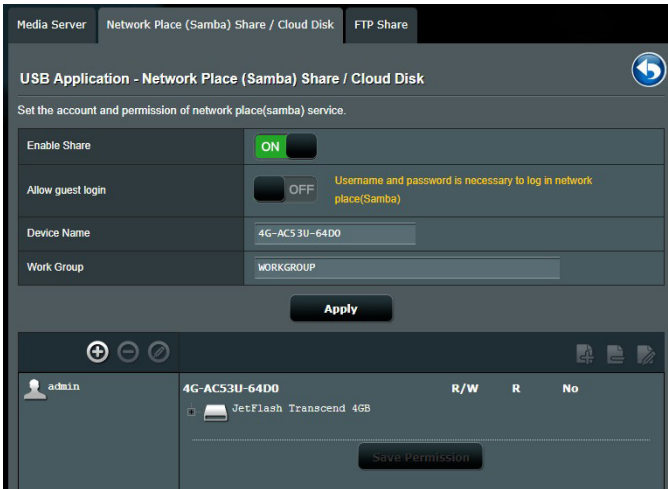 Media Server Network Place (Samba) Share / Cloud Disk FTP Share
USB Application - Network Place (Samba) Share / Cloud Disk
Set the account and permission of network place(samba) service.
Enable Share ON
Allow guest login OFF Username and password is necessary to log in network
place(Samba)
Device Name 4G-AC53U-64D0
Work Group WORKGROUP
Apply
admin 4G-AC53U-64D0 R/W R No
JetFlash Transcend 4GB
Save Permission